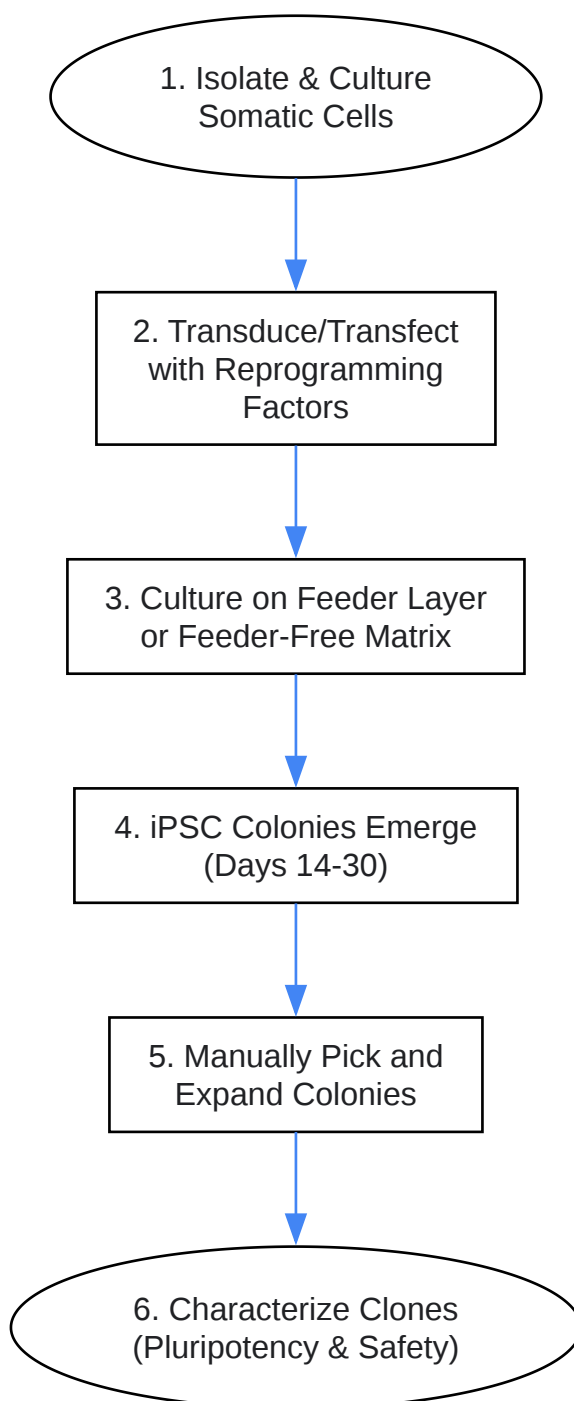 1. Isolate & Culture
Somatic Cells
2. Transduce/Transfect
with Reprogramming
Factors
3. Culture on Feeder Layer
or Feeder-Free Matrix
4. iPSC Colonies Emerge
(Days 14-30)
5. Manually Pick and
Expand Colonies
6. Characterize Clones
(Pluripotency & Safety)